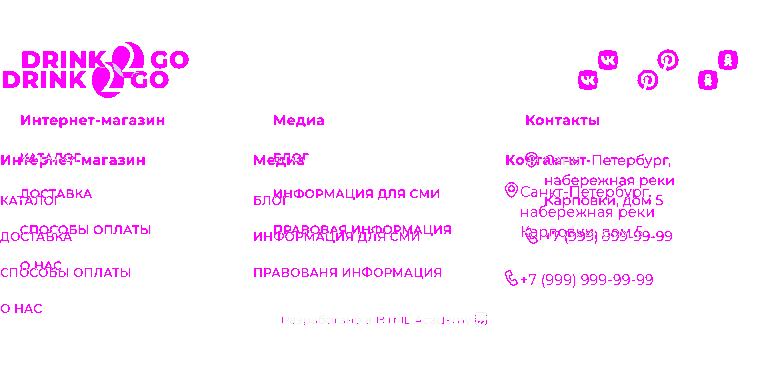 DRINK 2 GO
DRINK 2 GO
Интернет-магазин
Медиа
Контакты
КАТАЛОГ
БЛОГ
Санкт-Петербург,
набережная реки
Карповки, дом 5
Интернет-магазин
Медиа
Контакты
ДОСТАВКА
ИНФОРМАЦИЯ ДЛЯ СМИ
Санкт-Петербург,
набережная реки
Карповки, дом 5
КАТАЛОГ
БЛОГ
СПОСОБЫ ОПЛАТЫ
ПРАВОВАЯ ИНФОРМАЦИЯ
+7 (999) 999-99-99
ДОСТАВКА
ИНФОРМАЦИЯ ДЛЯ СМИ
О НАС
СПОСОБЫ ОПЛАТЫ
ПРАВОВАНЯ ИНФОРМАЦИЯ
+7 (999) 999-99-99
О НАС